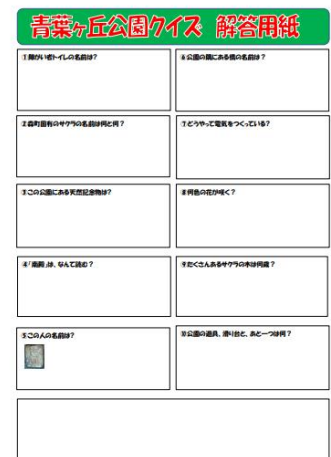 青葉ヶ丘公園クイズ 解答用紙
①障がい者トイレの名前は?
②森町固有のサクラの名前は何と何?
③この公園にある天然記念物は?
④「南殿」は、なんて読む?
⑤この人の名前は?
⑥公園の隣にある橋の名前は?
⑦どうやって電気をつくっている?
⑧何色の花が咲く?
⑨たくさんあるサクラの木は何歳?
⑩公園の遊具、滑り台と、あと一つは何?